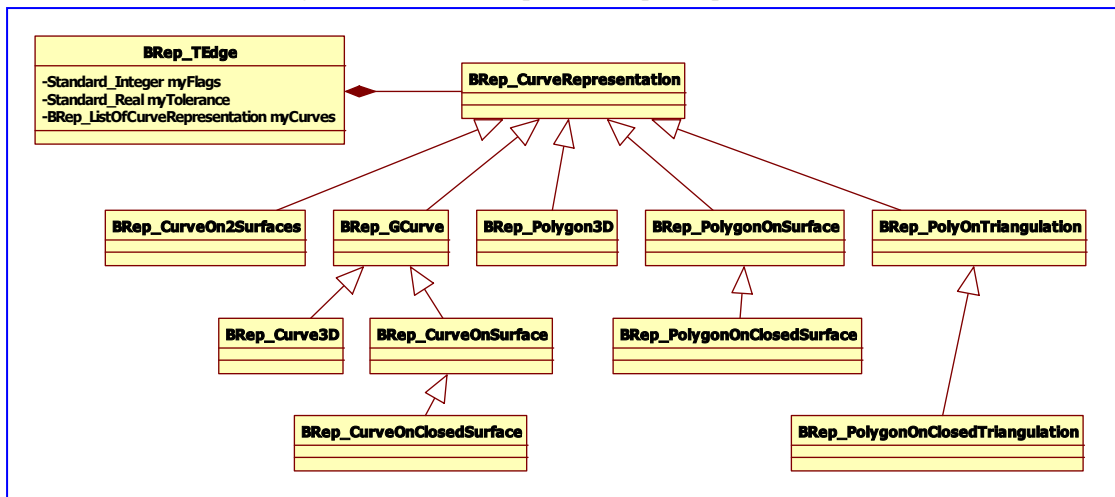 BRep_TEdge
-Standard_Integer myFlags
-Standard_Real myTolerance
-BRep_ListOfCurveRepresentation myCurves
BRep_CurveRepresentation
BRep_CurveOn2Surfaces
BRep_GCurve
BRep_Polygon3D
BRep_PolygonOnSurface
BRep_PolyOnTriangulation
BRep_Curve3D
BRep_CurveOnSurface
BRep_PolygonOnClosedSurface
BRep_CurveOnClosedSurface
BRep_PolygonOnClosedTriangulation